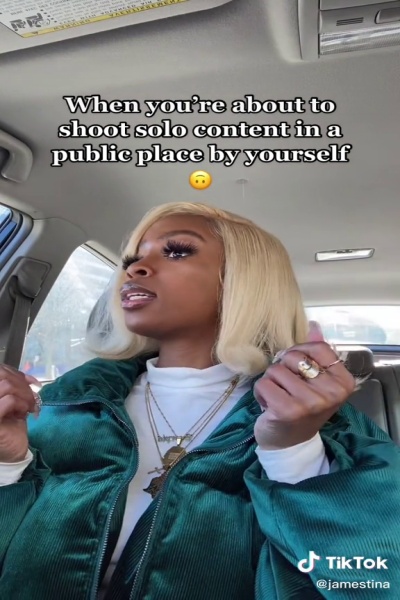 When you’re about to
shoot solo content in a
public place by yourself
🙃
TikTok
@jamestina